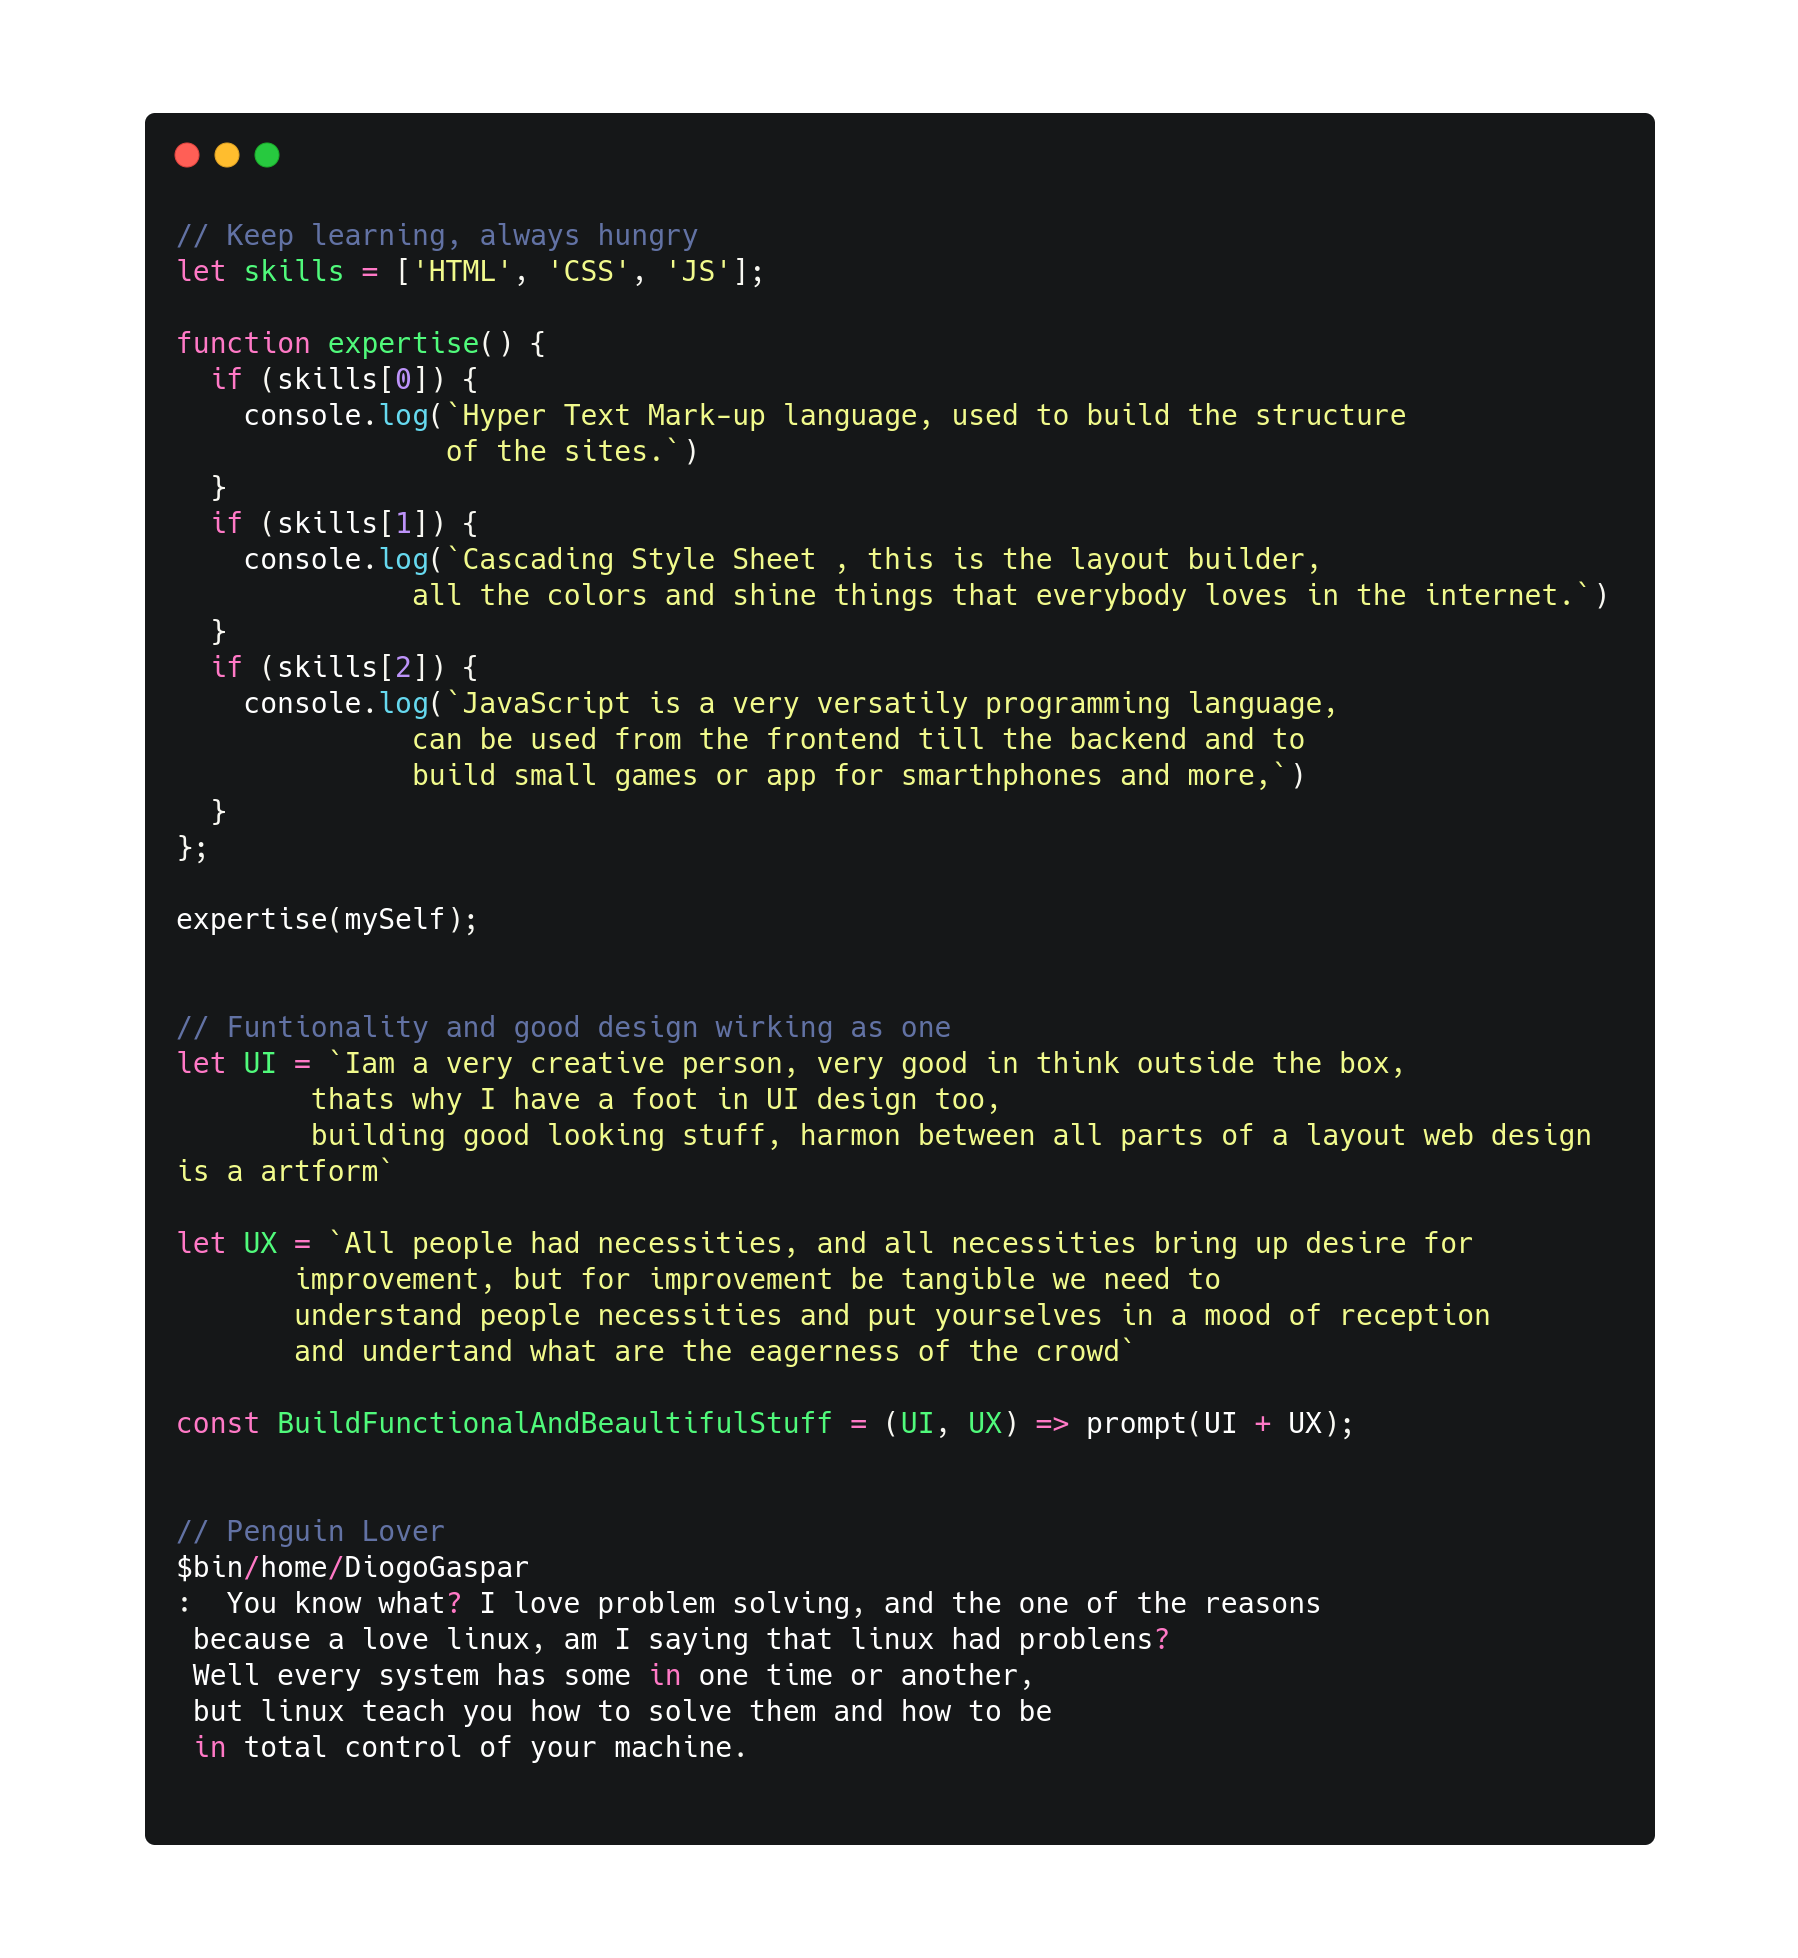 // Keep learning, always hungry
let skills = ['HTML', 'CSS', 'JS'];

function expertise() {
  if (skills[0]) {
    console.log(`Hyper Text Mark-up language, used to build the structure
                of the sites.`)
  }
  if (skills[1]) {
    console.log(`Cascading Style Sheet , this is the layout builder,
              all the colors and shine things that everybody loves in the internet.`)
  }
  if (skills[2]) {
    console.log(`JavaScript is a very versatily programming language,
              can be used from the frontend till the backend and to
              build small games or app for smarthphones and more,`)
  }
};

expertise(mySelf);


// Funtionality and good design wirking as one
let UI = `Iam a very creative person, very good in think outside the box,
        thats why I have a foot in UI design too,
        building good looking stuff, harmon between all parts of a layout web design
is a artform`

let UX = `All people had necessities, and all necessities bring up desire for
       improvement, but for improvement be tangible we need to
       understand people necessities and put yourselves in a mood of reception
       and undertand what are the eagerness of the crowd`

const BuildFunctionalAndBeaultifulStuff = (UI, UX) => prompt(UI + UX);


// Penguin Lover
$bin/home/DiogoGaspar
:  You know what? I love problem solving, and the one of the reasons
 because a love linux, am I saying that linux had problens?
 Well every system has some in one time or another,
 but linux teach you how to solve them and how to be
 in total control of your machine.